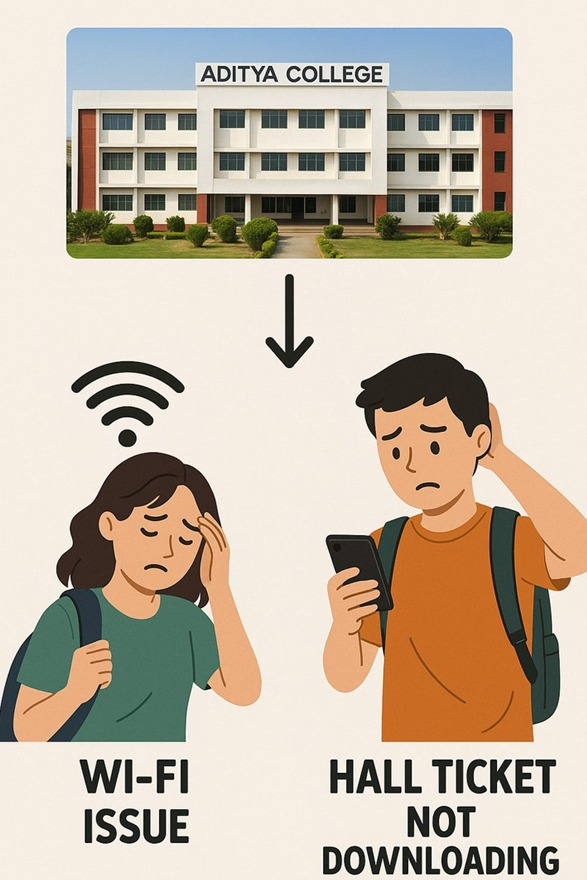 ADITYA COLLEGE
WI-FI
ISSUE
HALL TICKET
NOT
DOWNLOADING